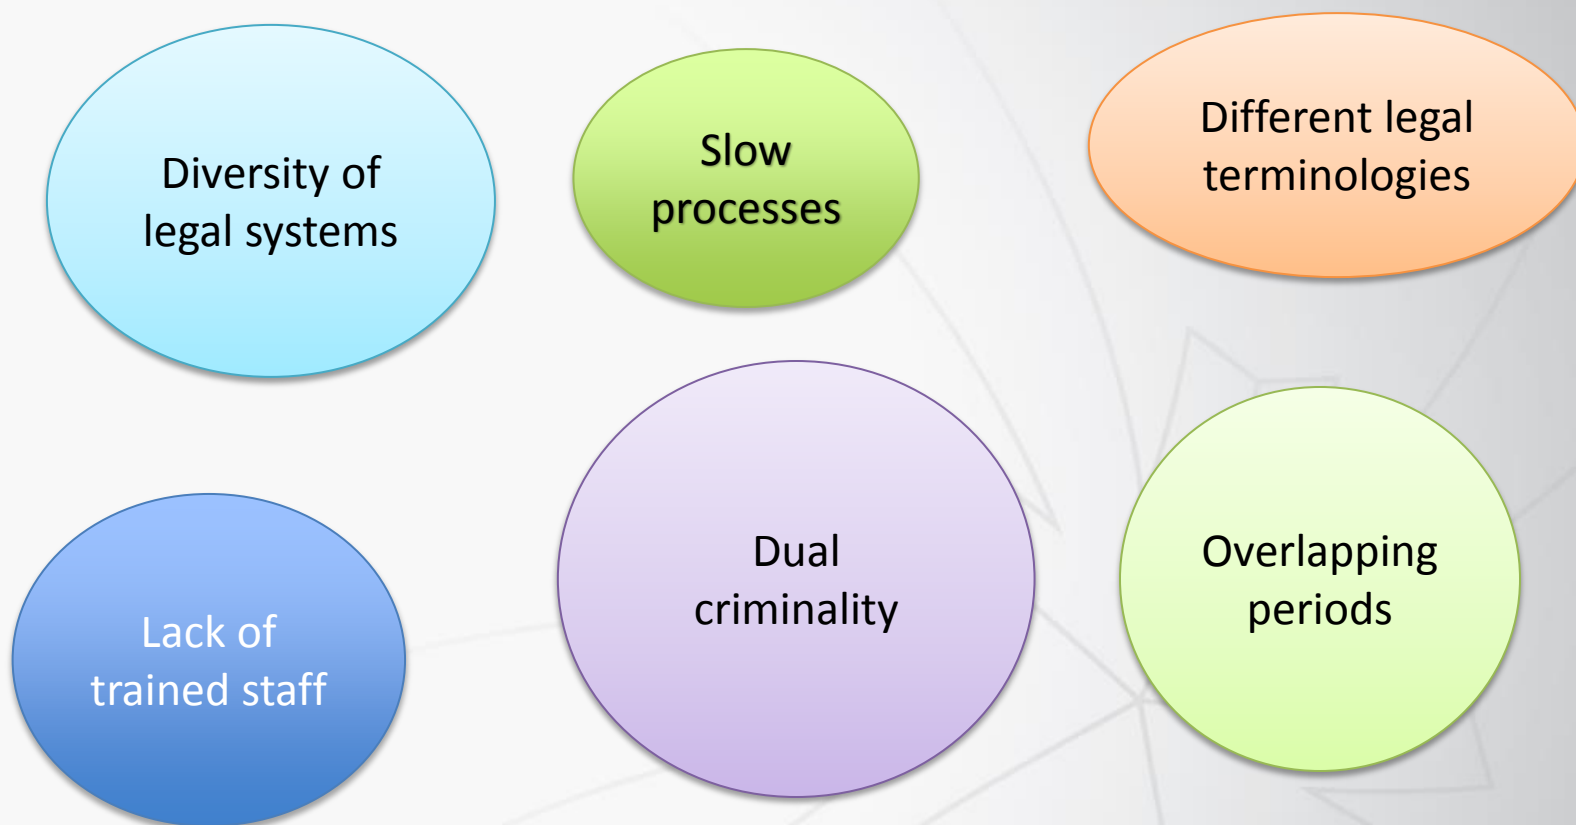 Diversity of
legal systems
Slow
processes
Different legal
terminologies
Lack of
trained staff
Dual
criminality
Overlapping
periods